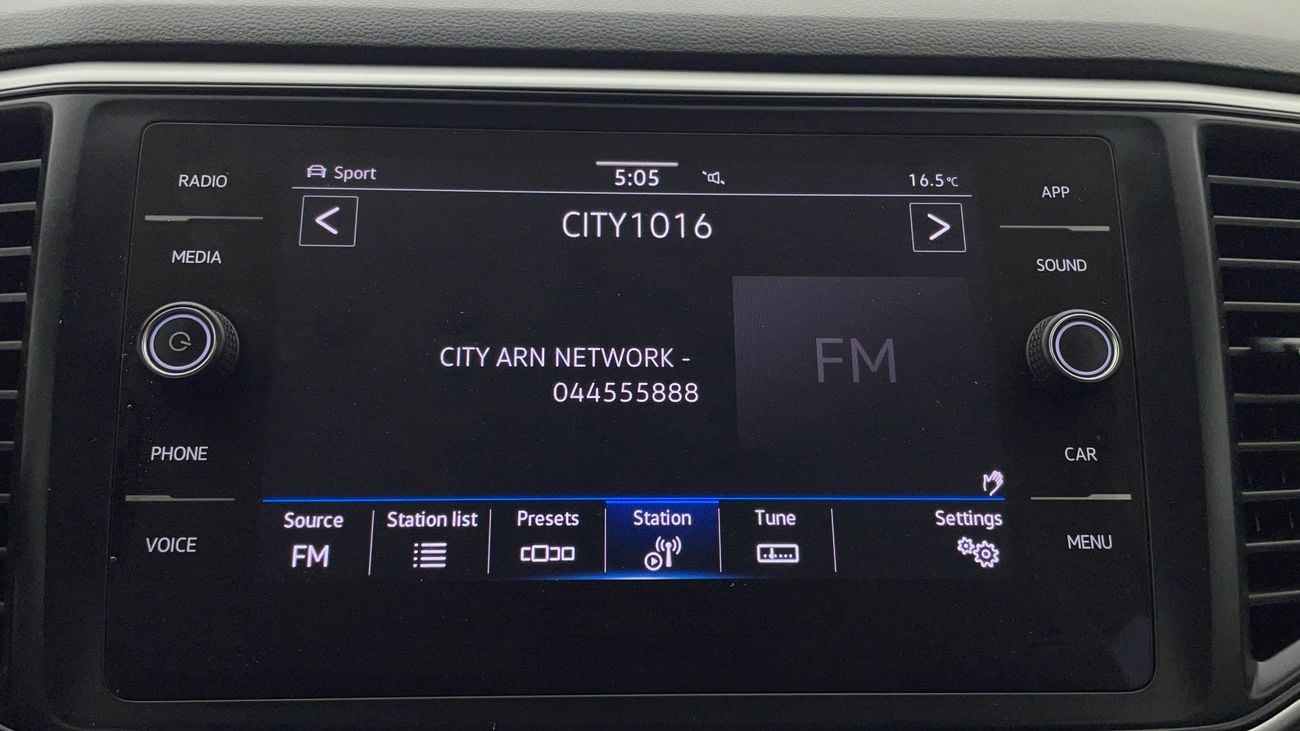 RADIO
MEDIA
PHONE
VOICE
Sport
5:05
16.5°C
<
CITY1016
>
CITY ARN NETWORK -
044555888
FM
Source
FM
Station list
Presets
Station
Tune
Settings
APP
SOUND
CAR
MENU